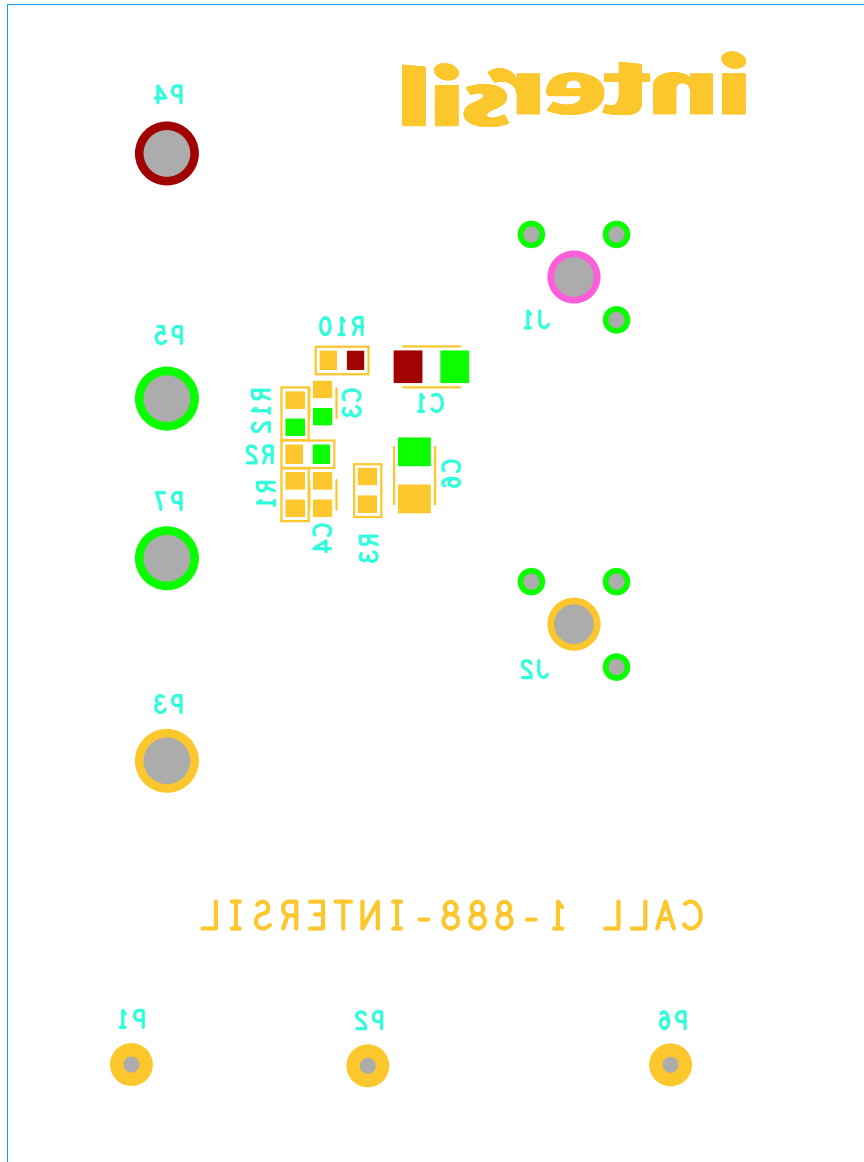 intersil
P4
J1
P5
R10
C1
R12
C3
R2
C6
R1
P7
C4
R3
J2
P3
CALL 1-888-INTERSIL
P1
P2
P6